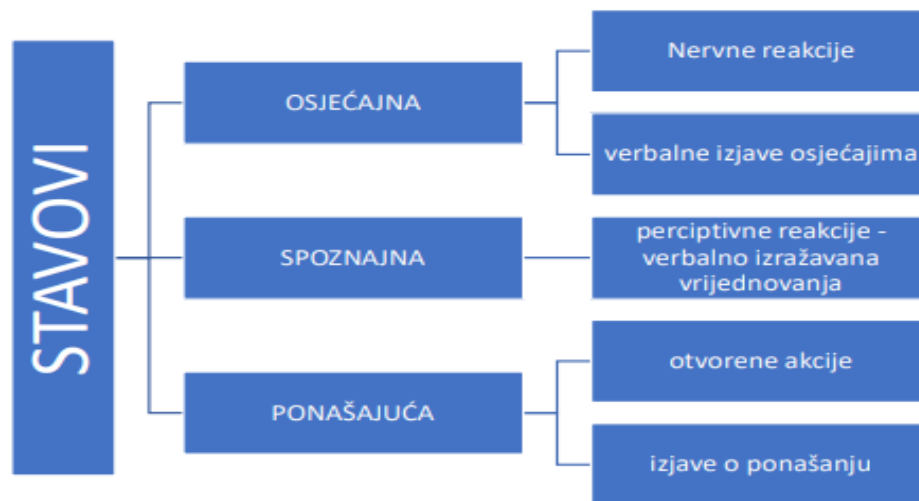 STAVOVI
OSJEĆAJNA
Nervne reakcije
verbalne izjave osjećajima
SPOZNAJNA
perciptivne reakcije -
verbalno izražavana
vrijednovanja
PONAŠAJUĆA
otvorene akcije
izjave o ponašanju